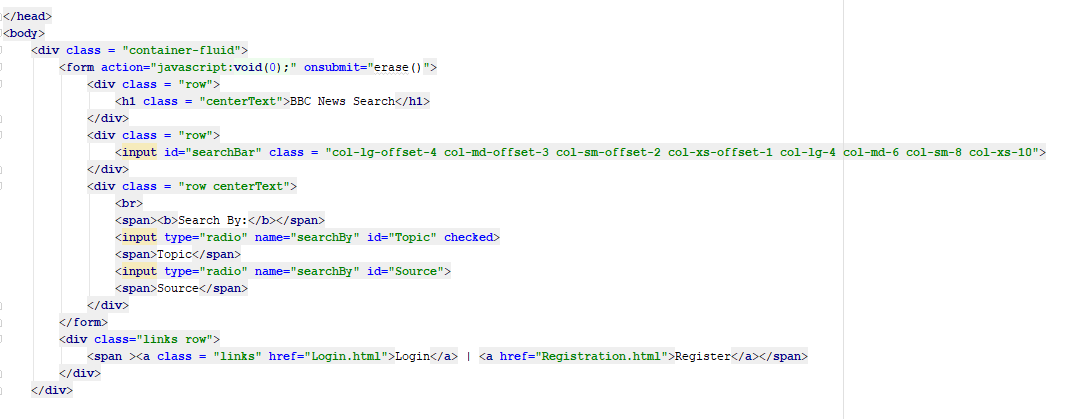 </head>
<body>
<div class = "container-fluid">
<form action="javascript:void(0);" onsubmit="erase()">
<div class = "row">
<h1 class = "centerText">BBC News Search</h1>
</div>
<div class = "row">
<input id="searchBar" class = "col-lg-offset-4 col-md-offset-3 col-sm-offset-2 col-xs-offset-1 col-lg-4 col-md-6 col-sm-8 col-xs-10">
</div>
<div class = "row centerText">
<br>
<span><b>Search By:</b></span>
<input type="radio" name="searchBy" id="Topic" checked>
<span>Topic</span>
<input type="radio" name="searchBy" id="Source">
<span>Source</span>
</div>
</form>
<div class="links row">
<span ><a class = "links" href="Login.html">Login</a> | <a href="Registration.html">Register</a></span>
</div>
</div>